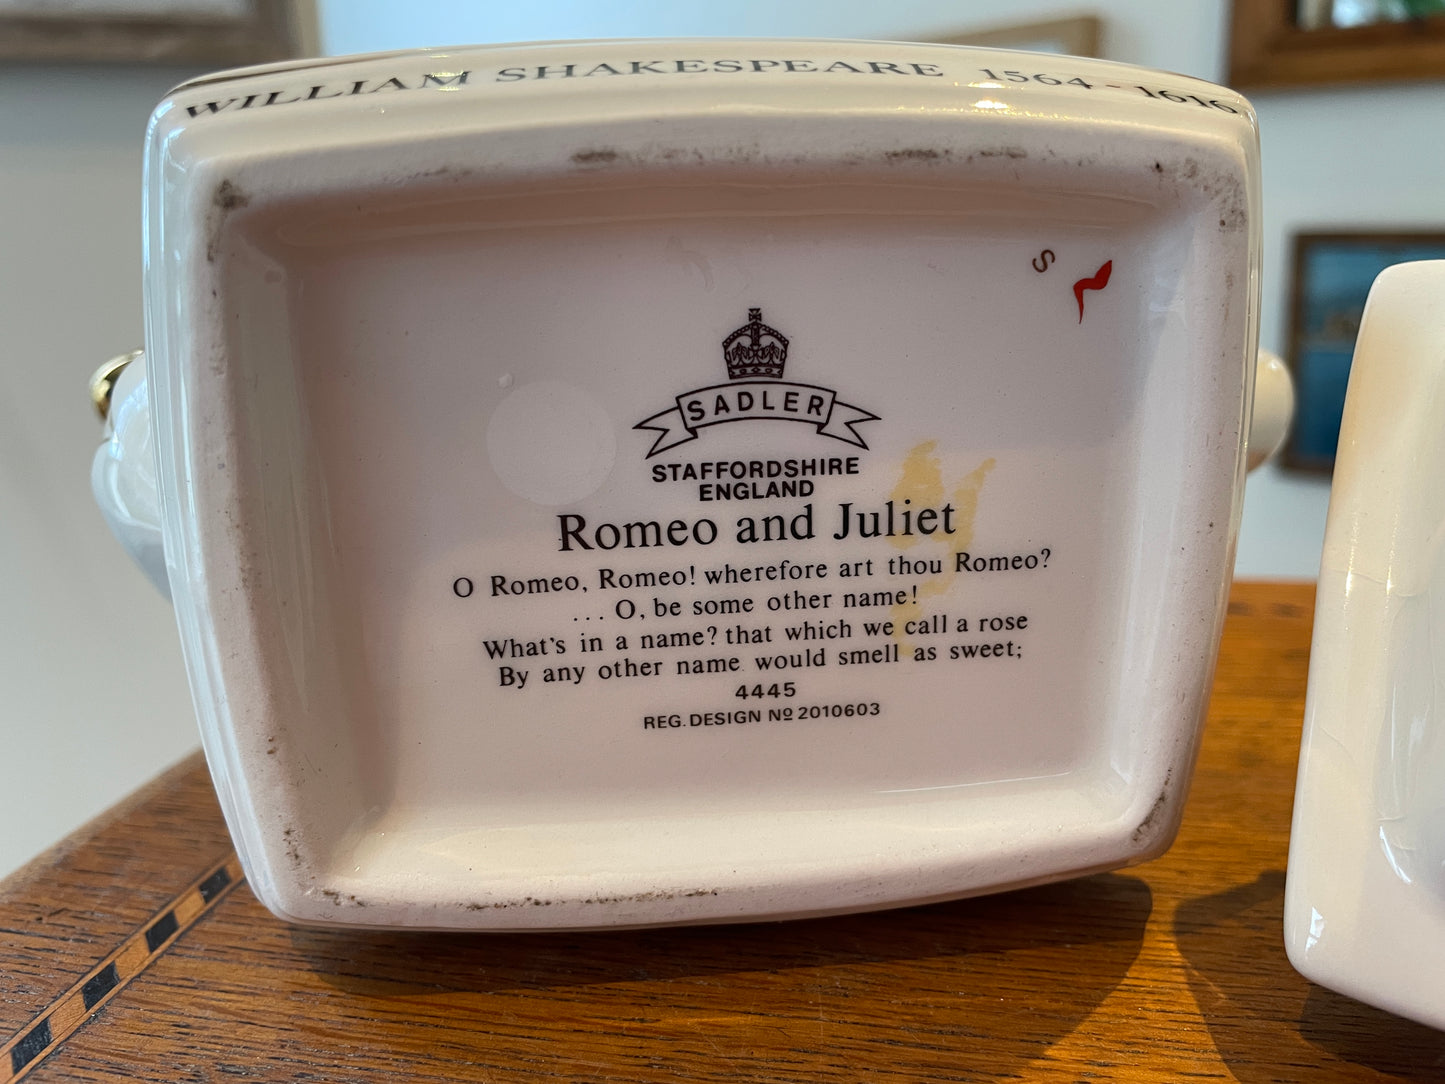 WILLIAM SHAKESPEARE 1564 - 1616
S
SADLER
STAFFORDSHIRE
ENGLAND
Romeo and Juliet
O Romeo, Romeo! wherefore art thou Romeo?
... O, be some other name!
What's in a name? that which we call a rose
By any other name would smell as sweet;
4445
REG. DESIGN Nº 2010603